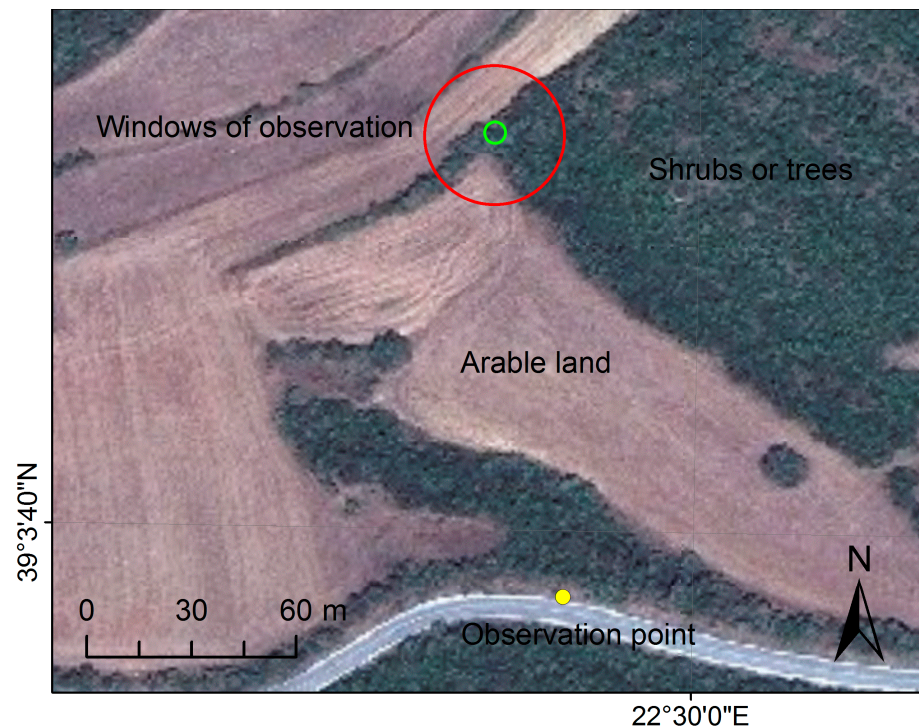 Windows of observation
Shrubs or trees
Arable land
39°3'40"N
N
0 30 60 m
Observation point
22°30'0"E